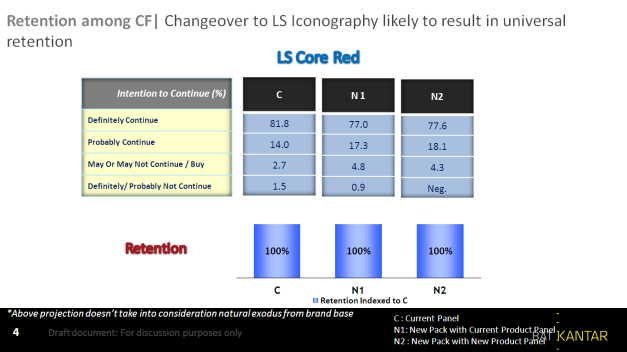 Retention among CF| Changeover to LS Iconography likely to result in universal
retention
LS Core Red
Intention to Continue (%) C N1 N2
Definitely Continue 81.8 77.0 77.6
Probably Continue 14.0 17.3 18.1
May Or May Not Continue / Buy 2.7 4.8 4.3
Definitely/ Probably Not Continue 1.5 0.9 Neg.
Retention 100% 100% 100%
C N1 N2
Retention Indexed to C
*Above projection doesn't take into consideration natural exodus from brand base
C : Current Panel
N1: New Pack with Current Product Panel
N2 : New Pack with New Product Panel
4 Draft document: For discussion purposes only
BAT KANTAR